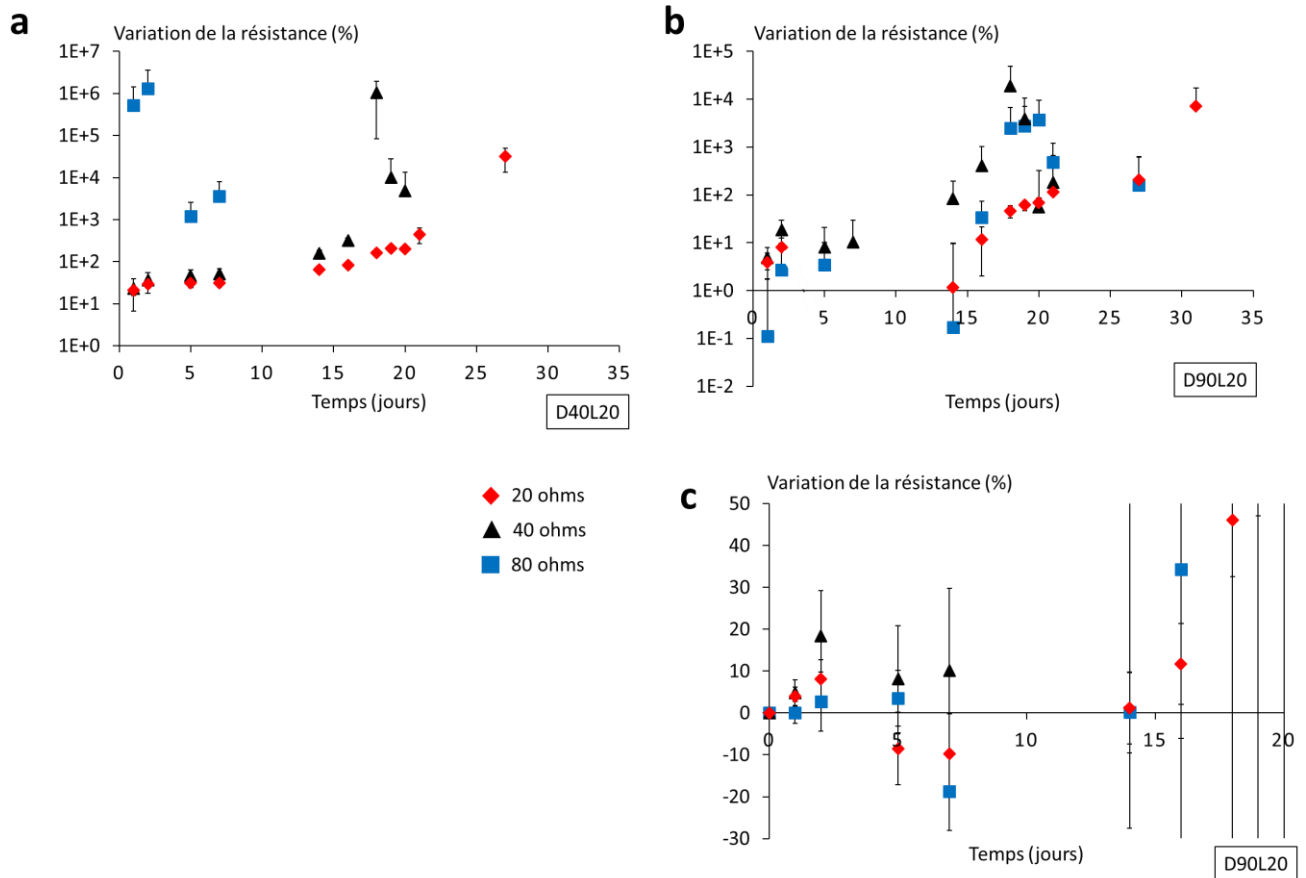 a
Variation de la résistance (%)
1E+7
1E+6
1E+5
1E+4
1E+3
1E+2
1E+1
1E+0
0 5 10 15 20 25 30 35
Temps (jours)
D40L20
b
Variation de la résistance (%)
1E+5
1E+4
1E+3
1E+2
1E+1
1E+0
1E-1
1E-2
0 5 10 15 20 25 30 35
Temps (jours)
D90L20
20 ohms
40 ohms
80 ohms
c
Variation de la résistance (%)
50
40
30
20
10
0
-10
-20
-30
0 5 10 15 20
Temps (jours)
D90L20